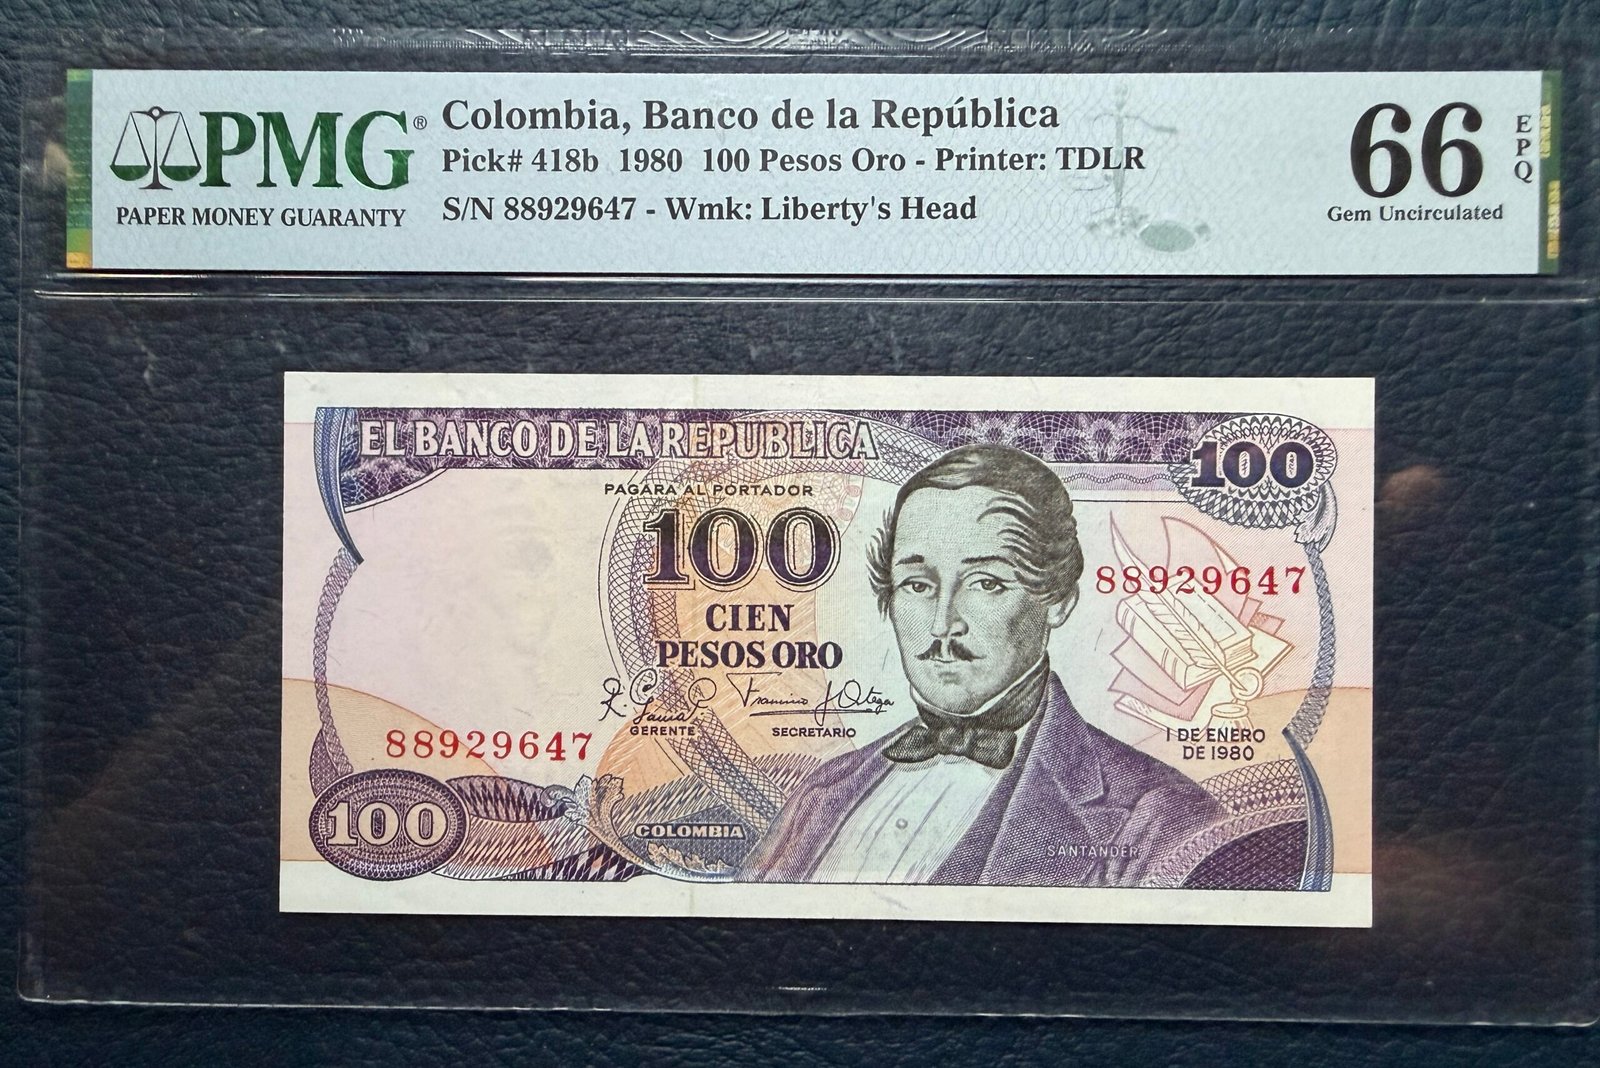 PMG®
PAPER MONEY GUARANTY
Colombia, Banco de la República
Pick# 418b 1980 100 Pesos Oro - Printer: TDLR
S/N 88929647 - Wmk: Liberty's Head
66
EPQ
Gem Uncirculated
EL BANCO DE LA REPUBLICA
100
PAGARA AL PORTADOR
100
CIEN
PESOS ORO
88929647
GERENTE
SECRETARIO
1 DE ENERO
DE 1980
88929647
100
COLOMBIA
SANTANDER